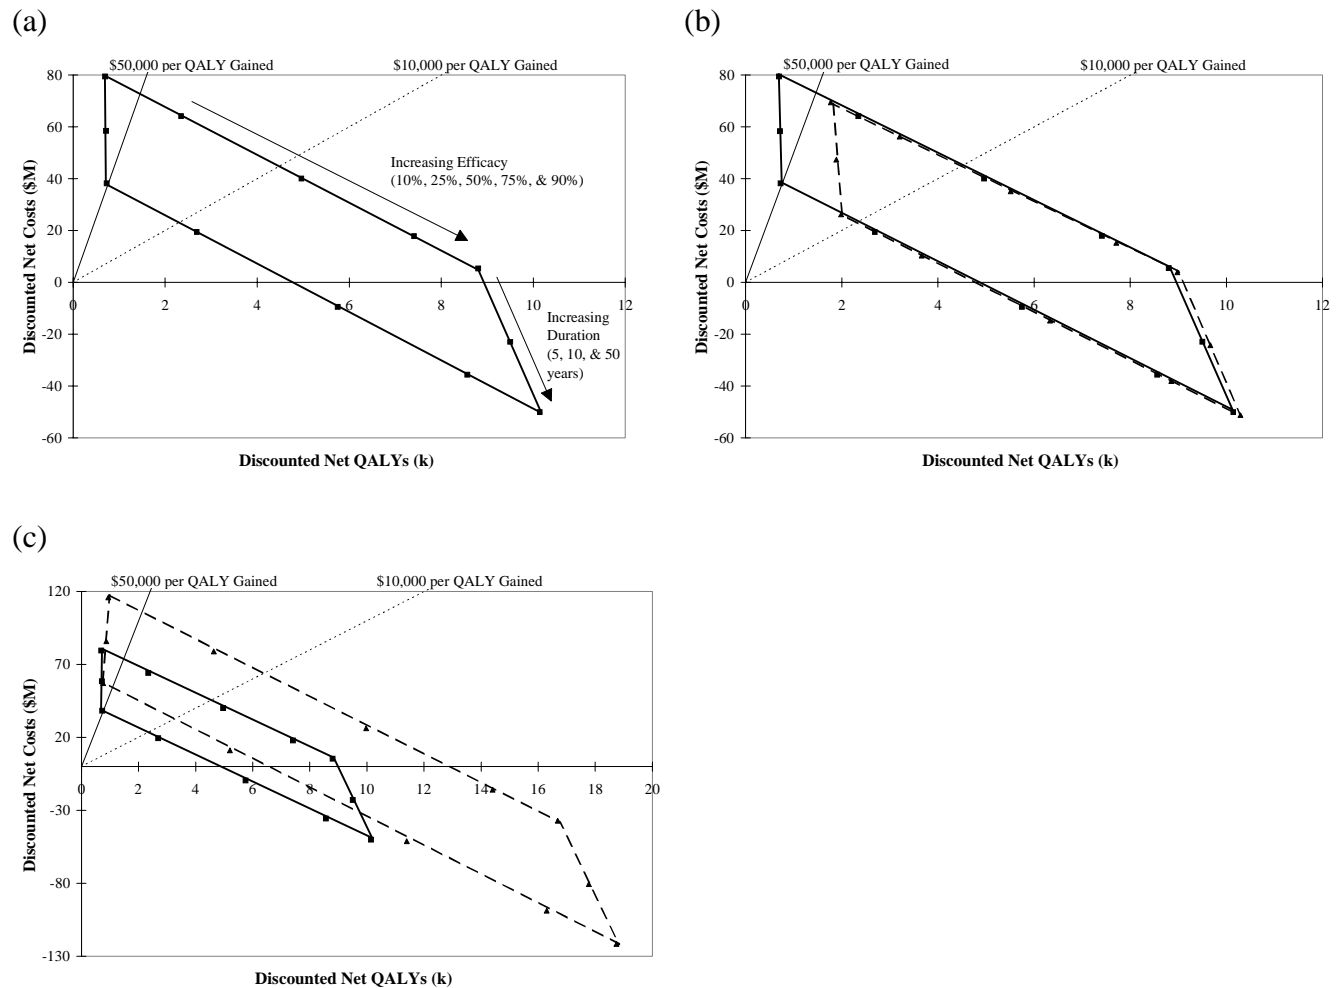 (a)
$50,000 per QALY Gained
$10,000 per QALY Gained
80
60
40
20
0
-20
-40
-60
Discounted Net Costs ($M)
Increasing Efficacy
(10%, 25%, 50%, 75%, & 90%)
0 2 4 6 8 10 12
Increasing
Duration
(5, 10, & 50
years)
Discounted Net QALYs (k)
(b)
$50,000 per QALY Gained
$10,000 per QALY Gained
80
60
40
20
0
-20
-40
-60
Discounted Net Costs ($M)
0 2 4 6 8 10 12
Discounted Net QALYs (k)
(c)
$50,000 per QALY Gained
$10,000 per QALY Gained
120
70
20
-30
-80
-130
Discounted Net Costs ($M)
0 2 4 6 8 10 12 14 16 18 20
Discounted Net QALYs (k)